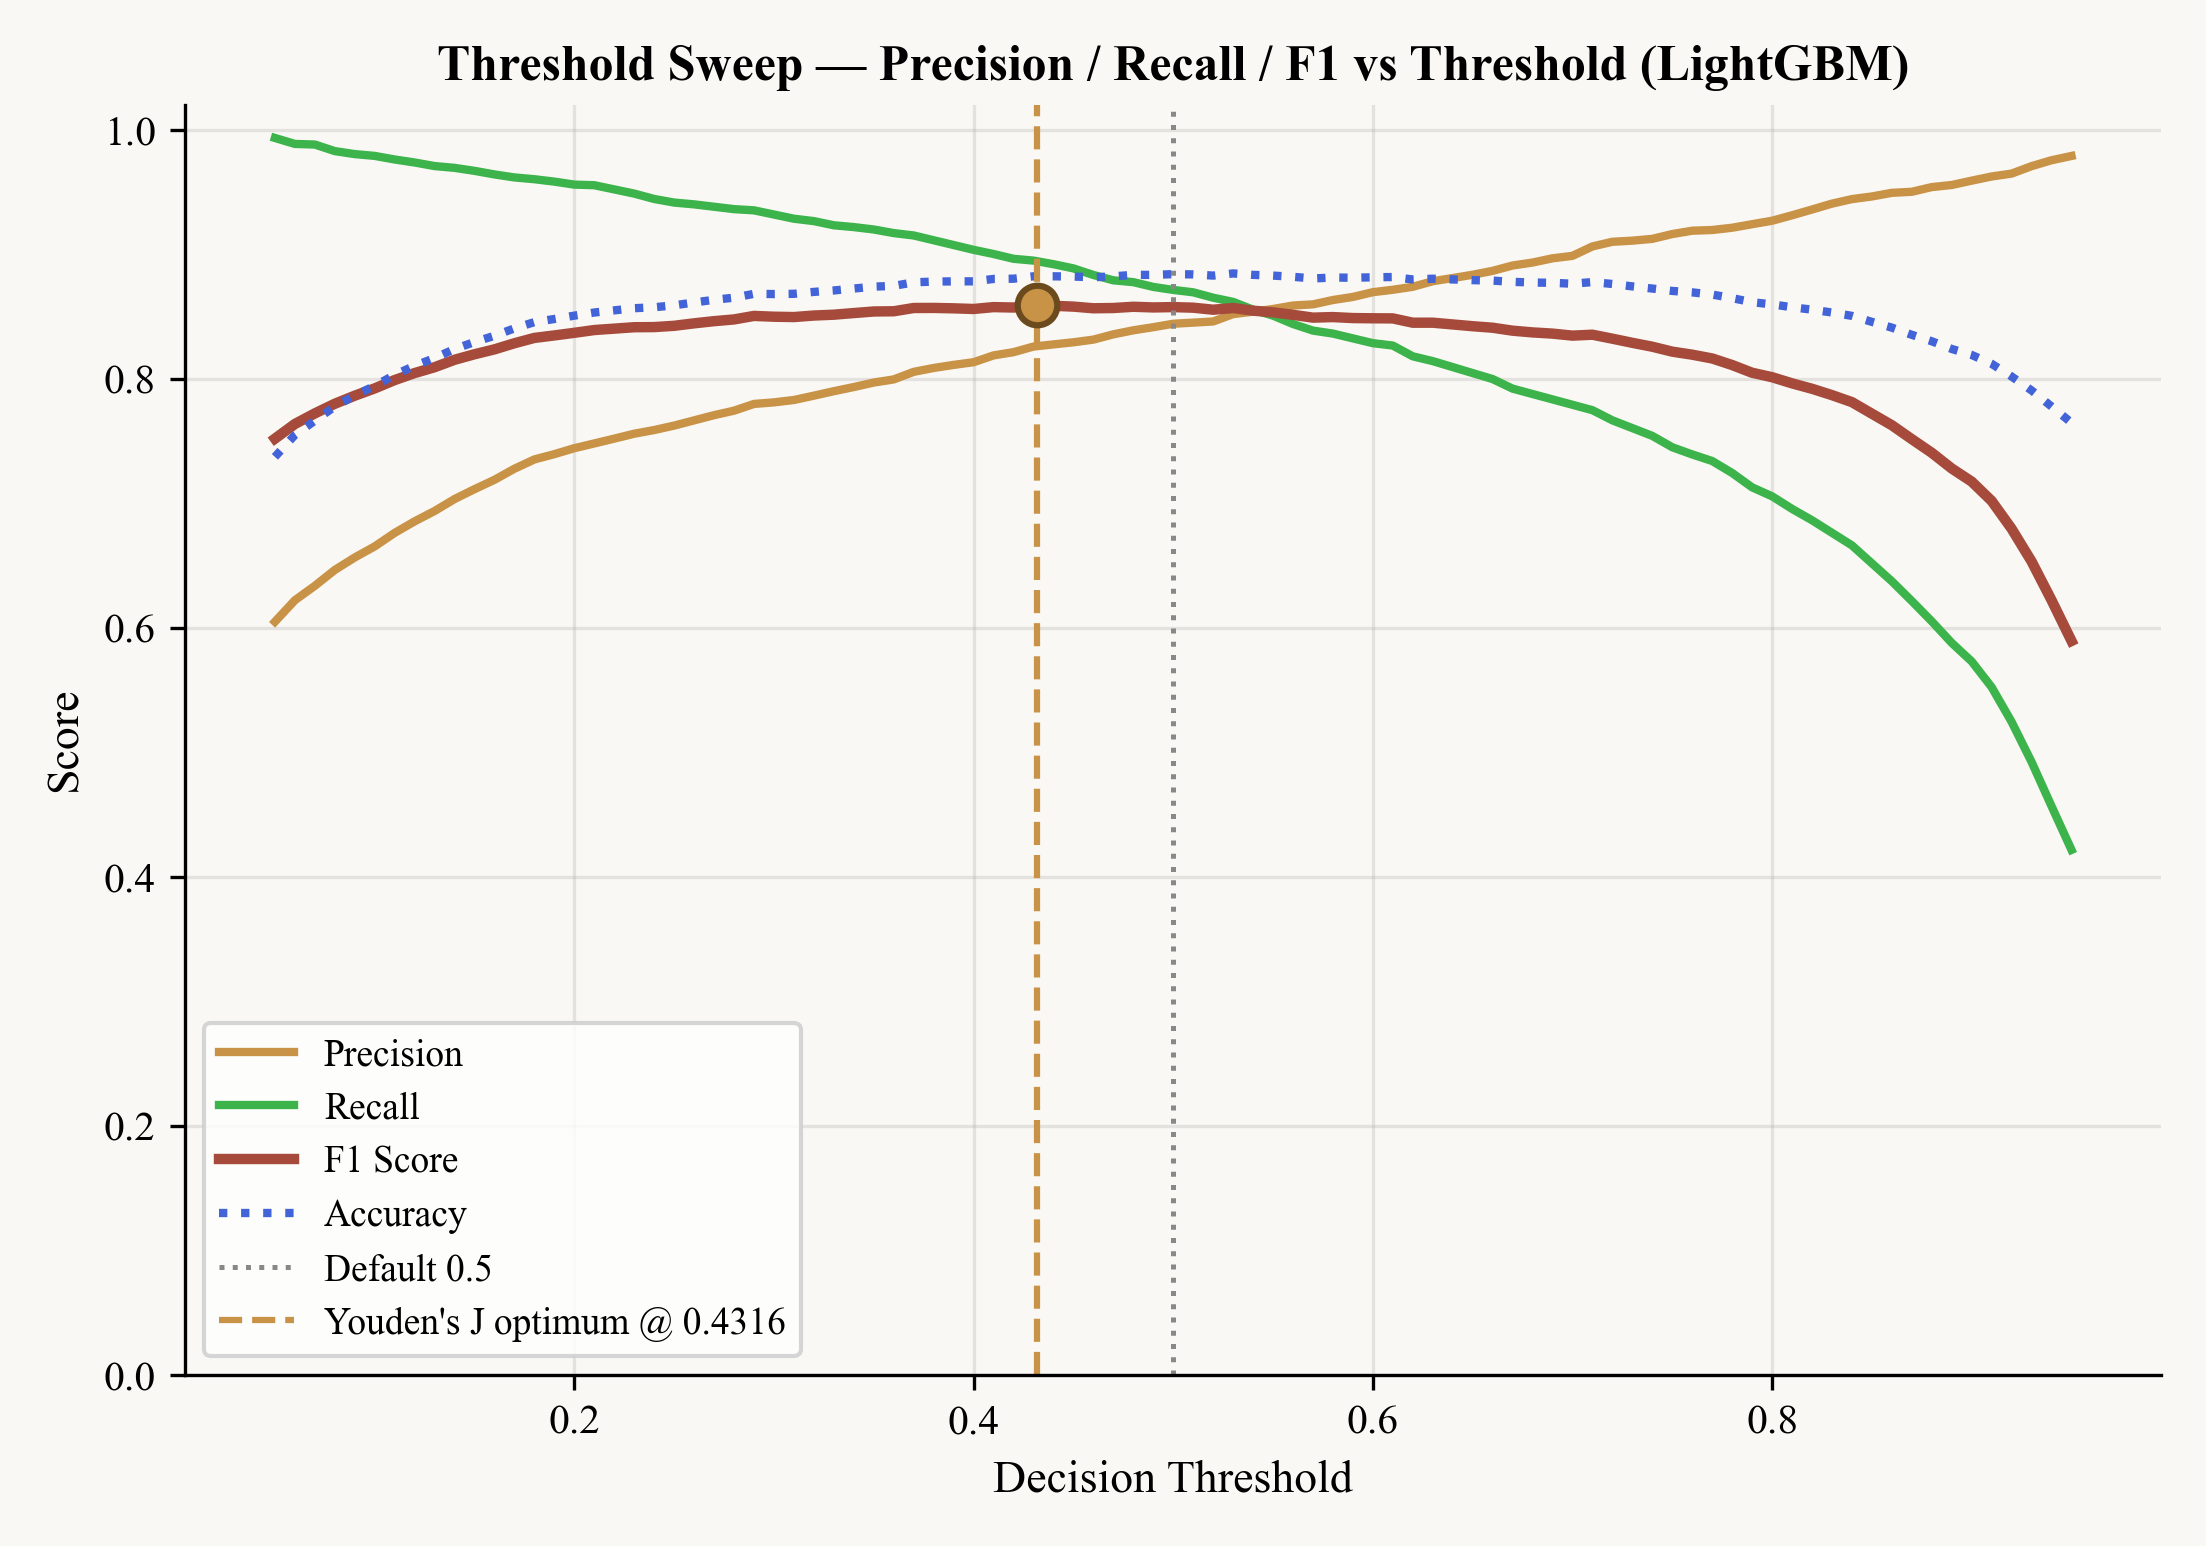 Threshold Sweep — Precision / Recall / F1 vs Threshold (LightGBM)
1.0
0.8
0.6
0.4
0.2
0.0
Score
Precision
Recall
F1 Score
Accuracy
Default 0.5
Youden's J optimum @ 0.4316
0.2
0.4
0.6
0.8
Decision Threshold